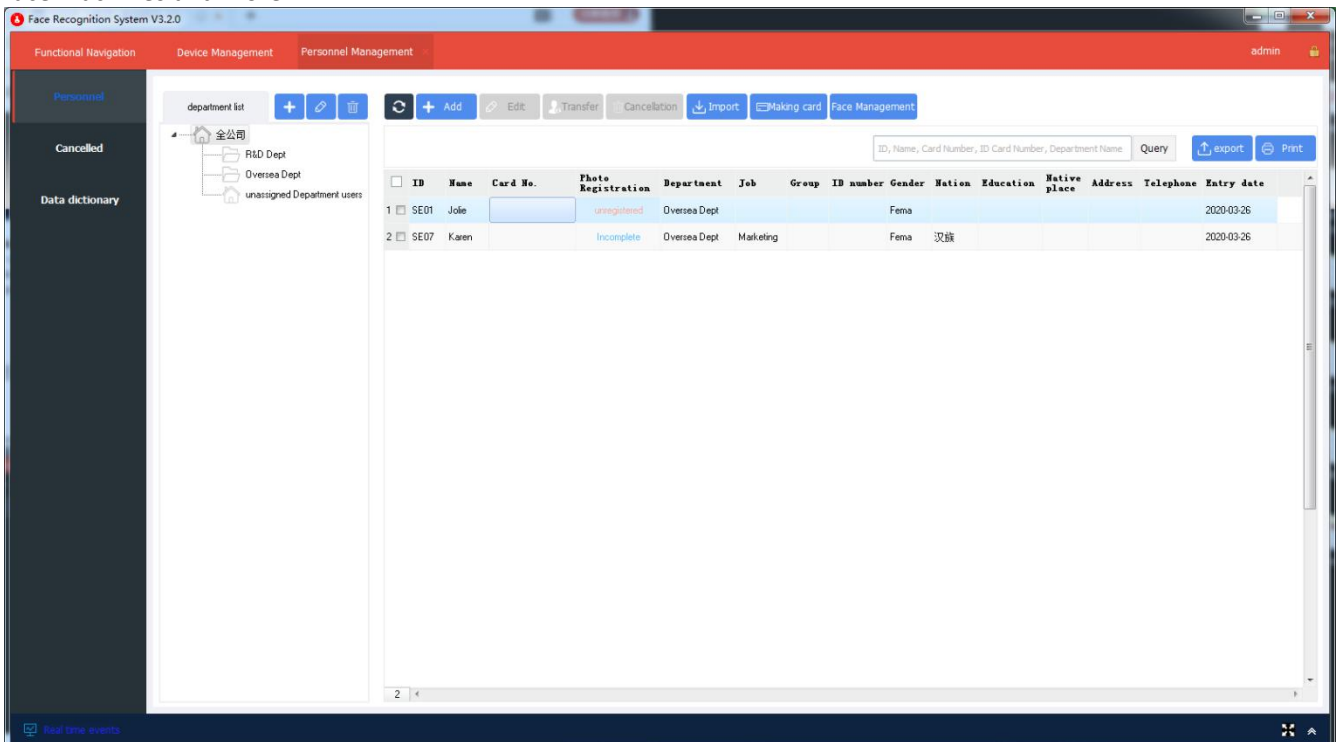 Face Recognition System V3.2.0
Functional Navigation Device Management Personnel Management admin
Personnel
Cancelled
Data dictionary
department list
全公司
R&D Dept
Oversea Dept
unassigned Department users
Add Edit Transfer Cancellation Import Making card Face Management
ID, Name, Card Number, ID Card Number, Department Name Query export Print
ID Name Card No. Photo Registration Department Job Group ID number Gender Nation Education Native place Address Telephone Entry date
1 SE01 Jolie unregistered Oversea Dept Fema 2020-03-26
2 SE07 Karen Incomplete Oversea Dept Marketing Fema 汉族 2020-03-26
2
Real time events